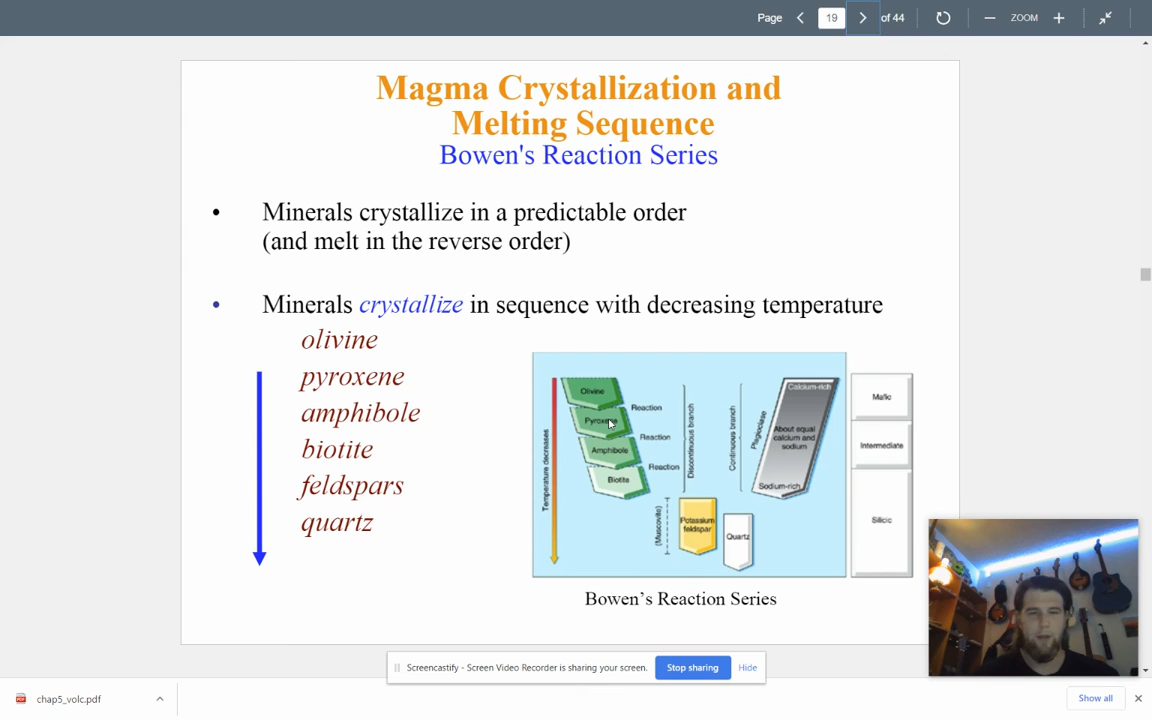 Page 19 of 44 ZOOM
Magma Crystallization and
Melting Sequence
Bowen's Reaction Series
• Minerals crystallize in a predictable order
(and melt in the reverse order)
• Minerals crystallize in sequence with decreasing temperature
olivine
pyroxene
amphibole
biotite
feldspars
quartz
Temperature decreases
Olivine
Pyroxene
Amphibole
Biotite
Reaction
Reaction
Reaction
Discontinuous branch
Continuous branch
Plagioclase
Calcium-rich
About equal
calcium and
sodium
Sodium-rich
(Muscovite)
Potassium
feldspar
Quartz
Mafic
Intermediate
Silicic
Bowen's Reaction Series
Screencastify - Screen Video Recorder is sharing your screen. Stop sharing Hide
chap5_volc.pdf
Show all